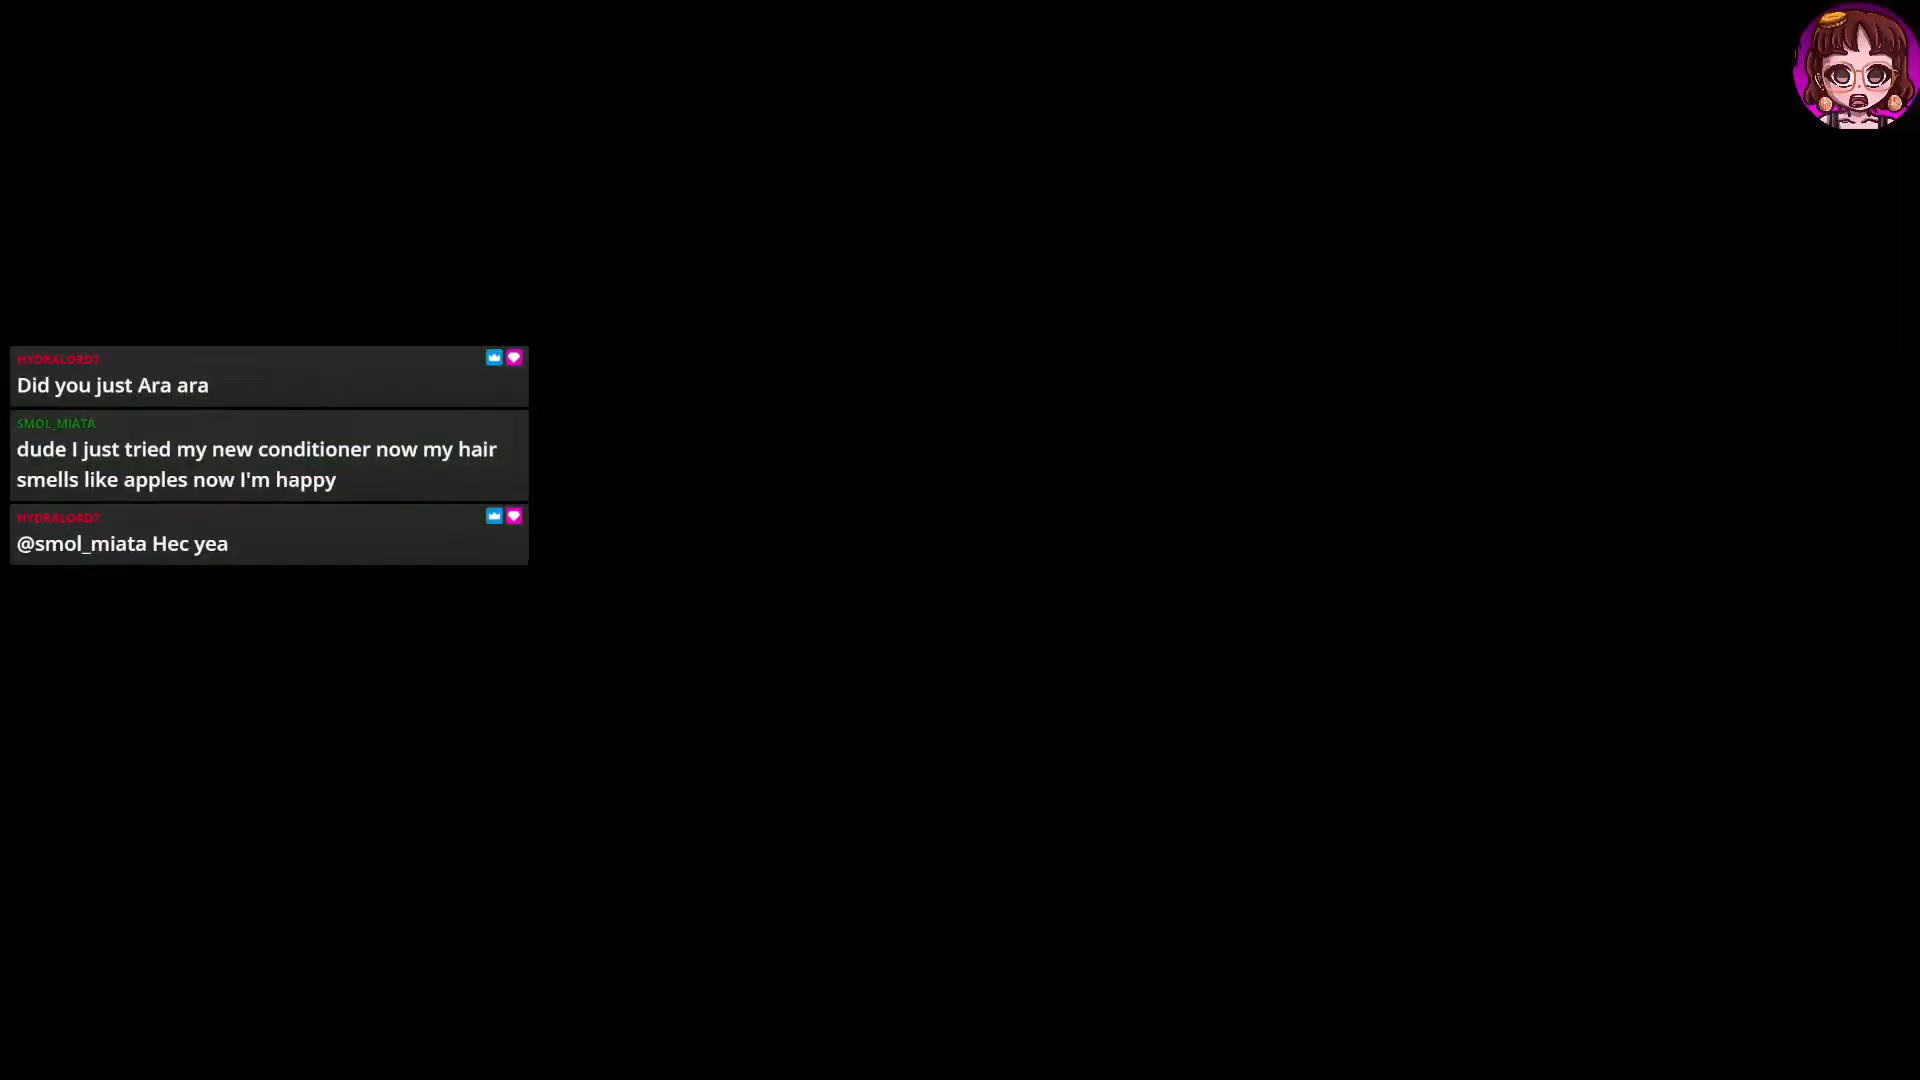 HYDRALORD7
Did you just Ara ara
SMOL_MIATA
dude I just tried my new conditioner now my hair
smells like apples now I'm happy
HYDRALORD7
@smol_miata Hec yea